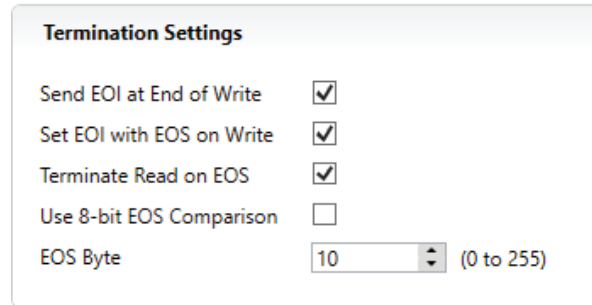 Termination Settings
Send EOI at End of Write
Set EOI with EOS on Write
Terminate Read on EOS
Use 8-bit EOS Comparison
EOS Byte 10 (0 to 255)